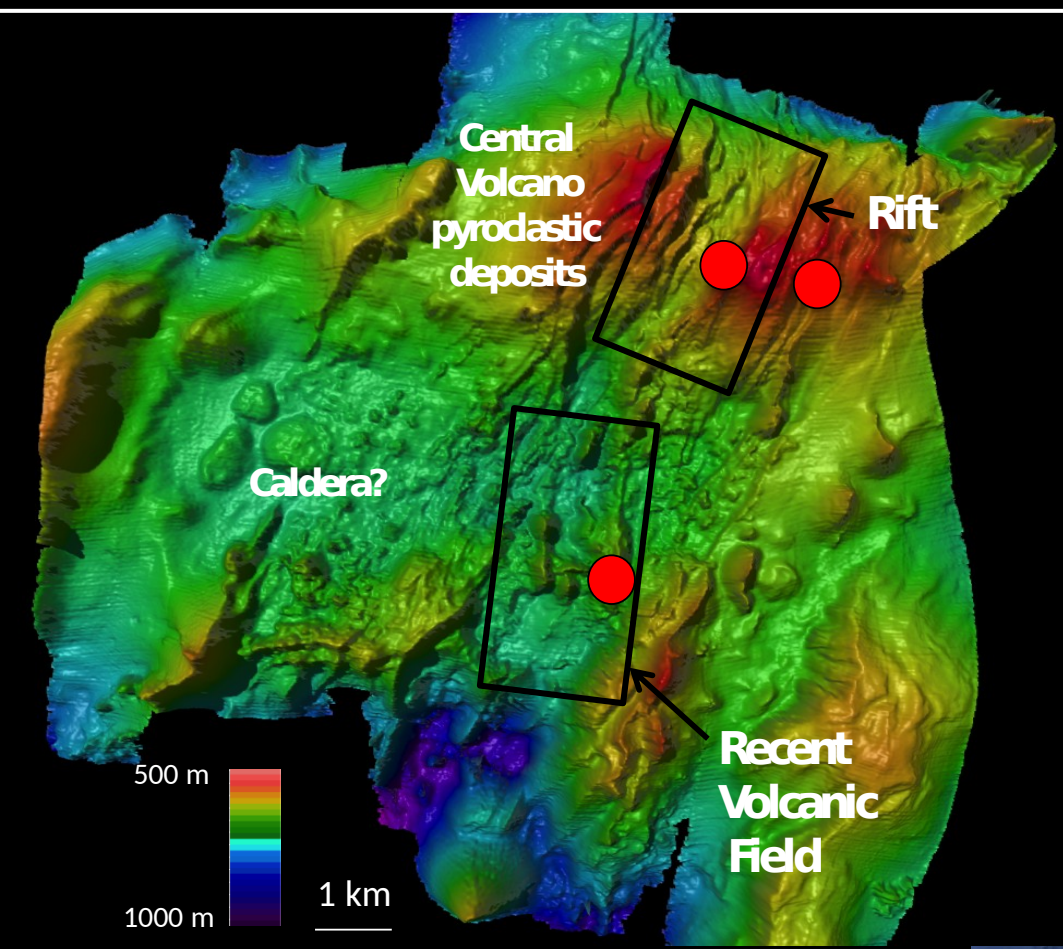 Central
Volcano
pyroclastic
deposits
Rift
Caldera?
Recent
Volcanic
Field
500 m
1000 m
1 km